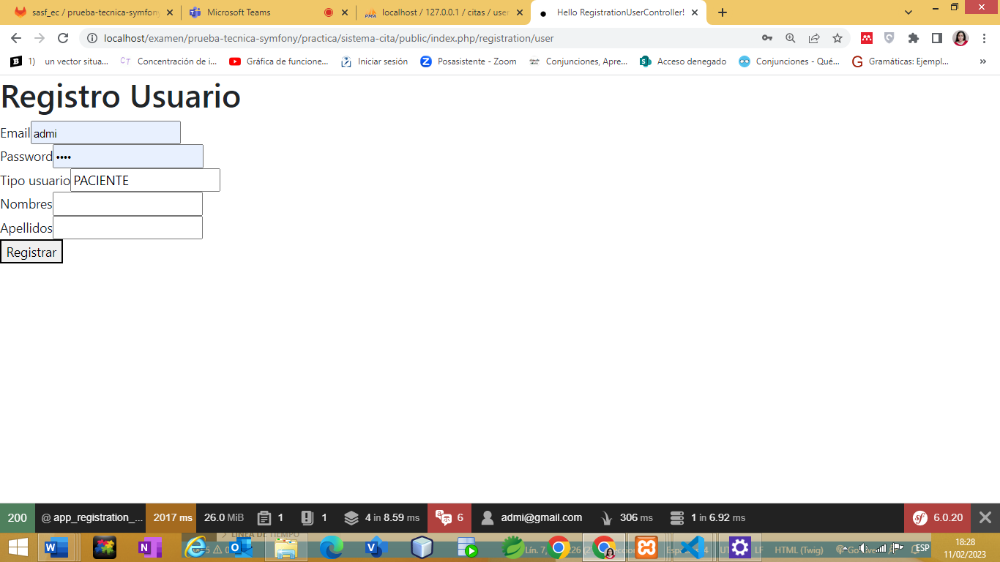 sasf_ec / prueba-tecnica-symfony
Microsoft Teams
localhost / 127.0.0.1 / citas / user
Hello RegistrationUserController!
localhost/examen/prueba-tecnica-symfony/practica/sistema-cita/public/index.php/registration/user
1) un vector situa...
CT Concentración de i...
Gráfica de funcione...
Iniciar sesión
Posasistente - Zoom
Conjunciones, Apre...
Acceso denegado
Conjunciones - Qué...
Gramáticas: Ejempl...
»
Registro Usuario
Email admi
Password ••••
Tipo usuario PACIENTE
Nombres
Apellidos
Registrar
200 @ app_registration_... 2017 ms 26.0 MiB 1 1 4 in 8.59 ms 6 admi@gmail.com 306 ms 1 in 6.92 ms 6.0.20
LÍNEA DE TIEMPO
Lín. 7, HTML (Twig)
ESP
18:28
11/02/2023